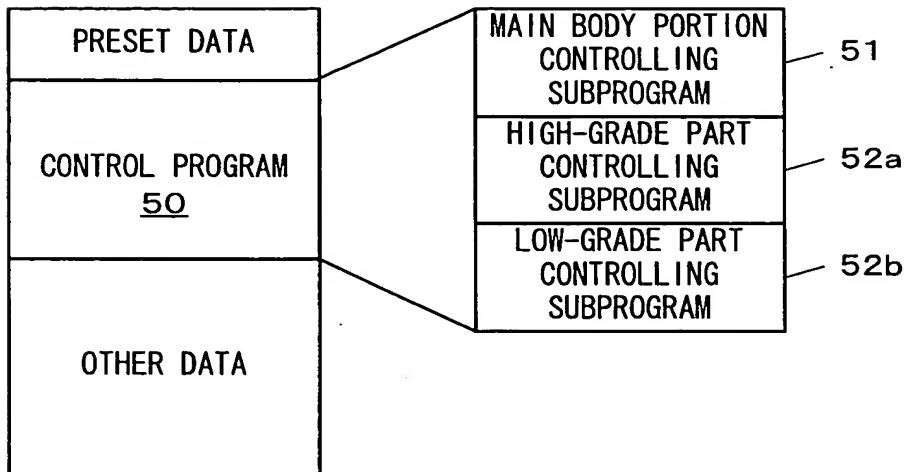 PRESET DATA
CONTROL PROGRAM
50
OTHER DATA
MAIN BODY PORTION
CONTROLLING
SUBPROGRAM
51
HIGH-GRADE PART
CONTROLLING
SUBPROGRAM
52a
LOW-GRADE PART
CONTROLLING
SUBPROGRAM
52b